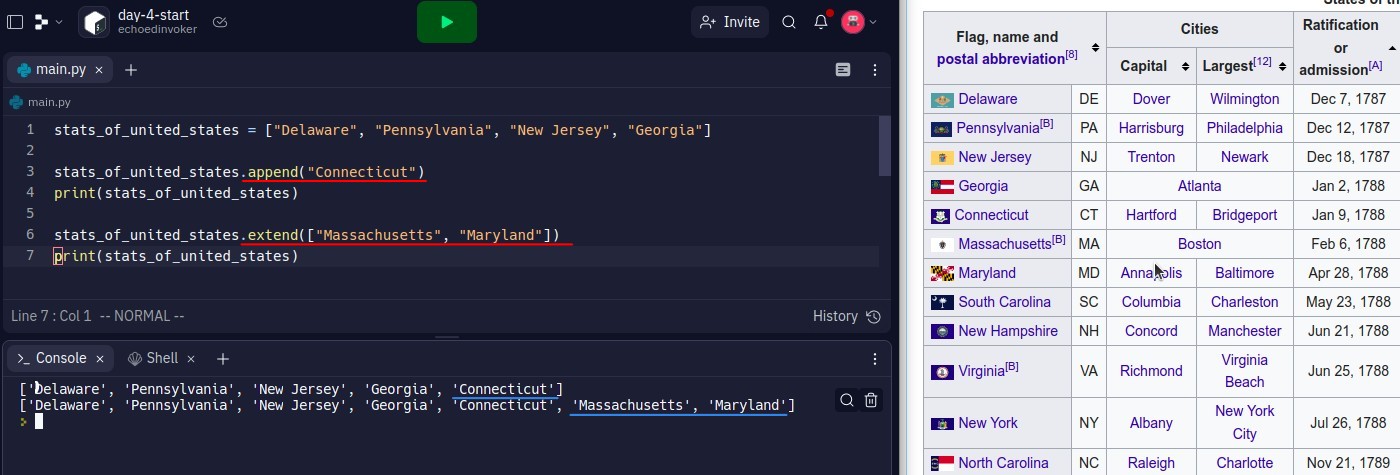 day-4-start
echoedinvoker
Invite
main.py × +
main.py
1 stats_of_united_states = ["Delaware", "Pennsylvania", "New Jersey", "Georgia"]
2
3 stats_of_united_states.append("Connecticut")
4 print(stats_of_united_states)
5
6 stats_of_united_states.extend(["Massachusetts", "Maryland"])
7 print(stats_of_united_states)
Line 7 : Col 1 -- NORMAL --
History
Console × Shell × +
['Delaware', 'Pennsylvania', 'New Jersey', 'Georgia', 'Connecticut']
['Delaware', 'Pennsylvania', 'New Jersey', 'Georgia', 'Connecticut', 'Massachusetts', 'Maryland']
Flag, name and
postal abbreviation[8]
Cities
Capital
Largest[12]
Ratification
or
admission[A]
Delaware DE Dover Wilmington Dec 7, 1787
Pennsylvania[B] PA Harrisburg Philadelphia Dec 12, 1787
New Jersey NJ Trenton Newark Dec 18, 1787
Georgia GA Atlanta Jan 2, 1788
Connecticut CT Hartford Bridgeport Jan 9, 1788
Massachusetts[B] MA Boston Feb 6, 1788
Maryland MD Annapolis Baltimore Apr 28, 1788
South Carolina SC Columbia Charleston May 23, 1788
New Hampshire NH Concord Manchester Jun 21, 1788
Virginia[B] VA Richmond Virginia Beach Jun 25, 1788
New York NY Albany New York City Jul 26, 1788
North Carolina NC Raleigh Charlotte Nov 21, 1789